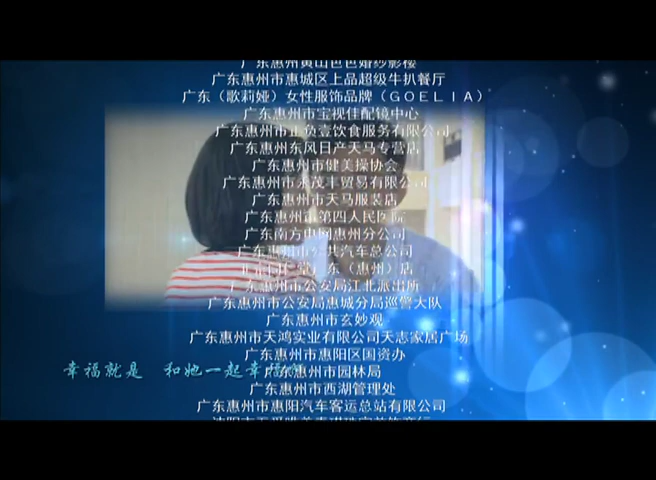 广东惠州黄山巴巴婚纱影楼
广东惠州市惠城区上品超级牛扒餐厅
广东（歌莉娅）女性服饰品牌（GOELIA）
广东惠州市宝视佳配镜中心
广东惠州市正负壹饮食服务有限公司
广东惠州东风日产天马专营店
广东惠州市健美操协会
广东惠州市永茂丰贸易有限公司
广东惠州市天马服装店
广东惠州市第四人民医院
广东南方电网惠州分公司
广东惠州市公共汽车总公司
北京同仁堂广东（惠州）店
广东惠州市公安局江北派出所
广东惠州市公安局惠城分局巡警大队
广东惠州市玄妙观
广东惠州市天鸿实业有限公司天志家居广场
广东惠州市惠阳区国资办
广东惠州市园林局
幸福就是 和她一起幸福
广东惠州市西湖管理处
广东惠州市惠阳汽车客运总站有限公司